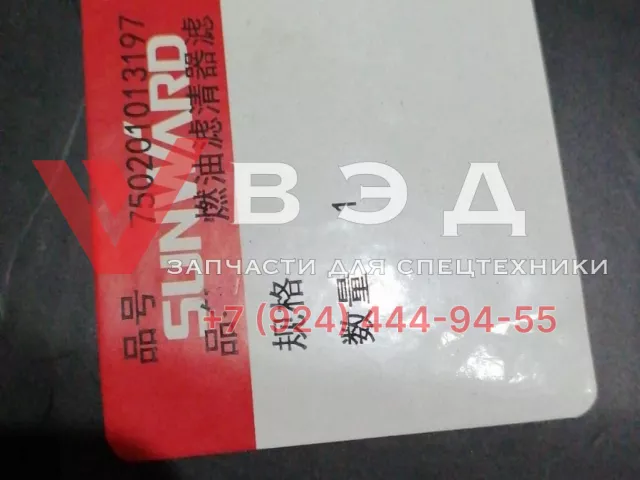 SUNWARD
品号 750201013197
品名 燃油滤清器滤
规格
数量 1
ВЭД
ЗАПЧАСТИ ДЛЯ СПЕЦТЕХНИКИ
+7 (924) 444-94-55